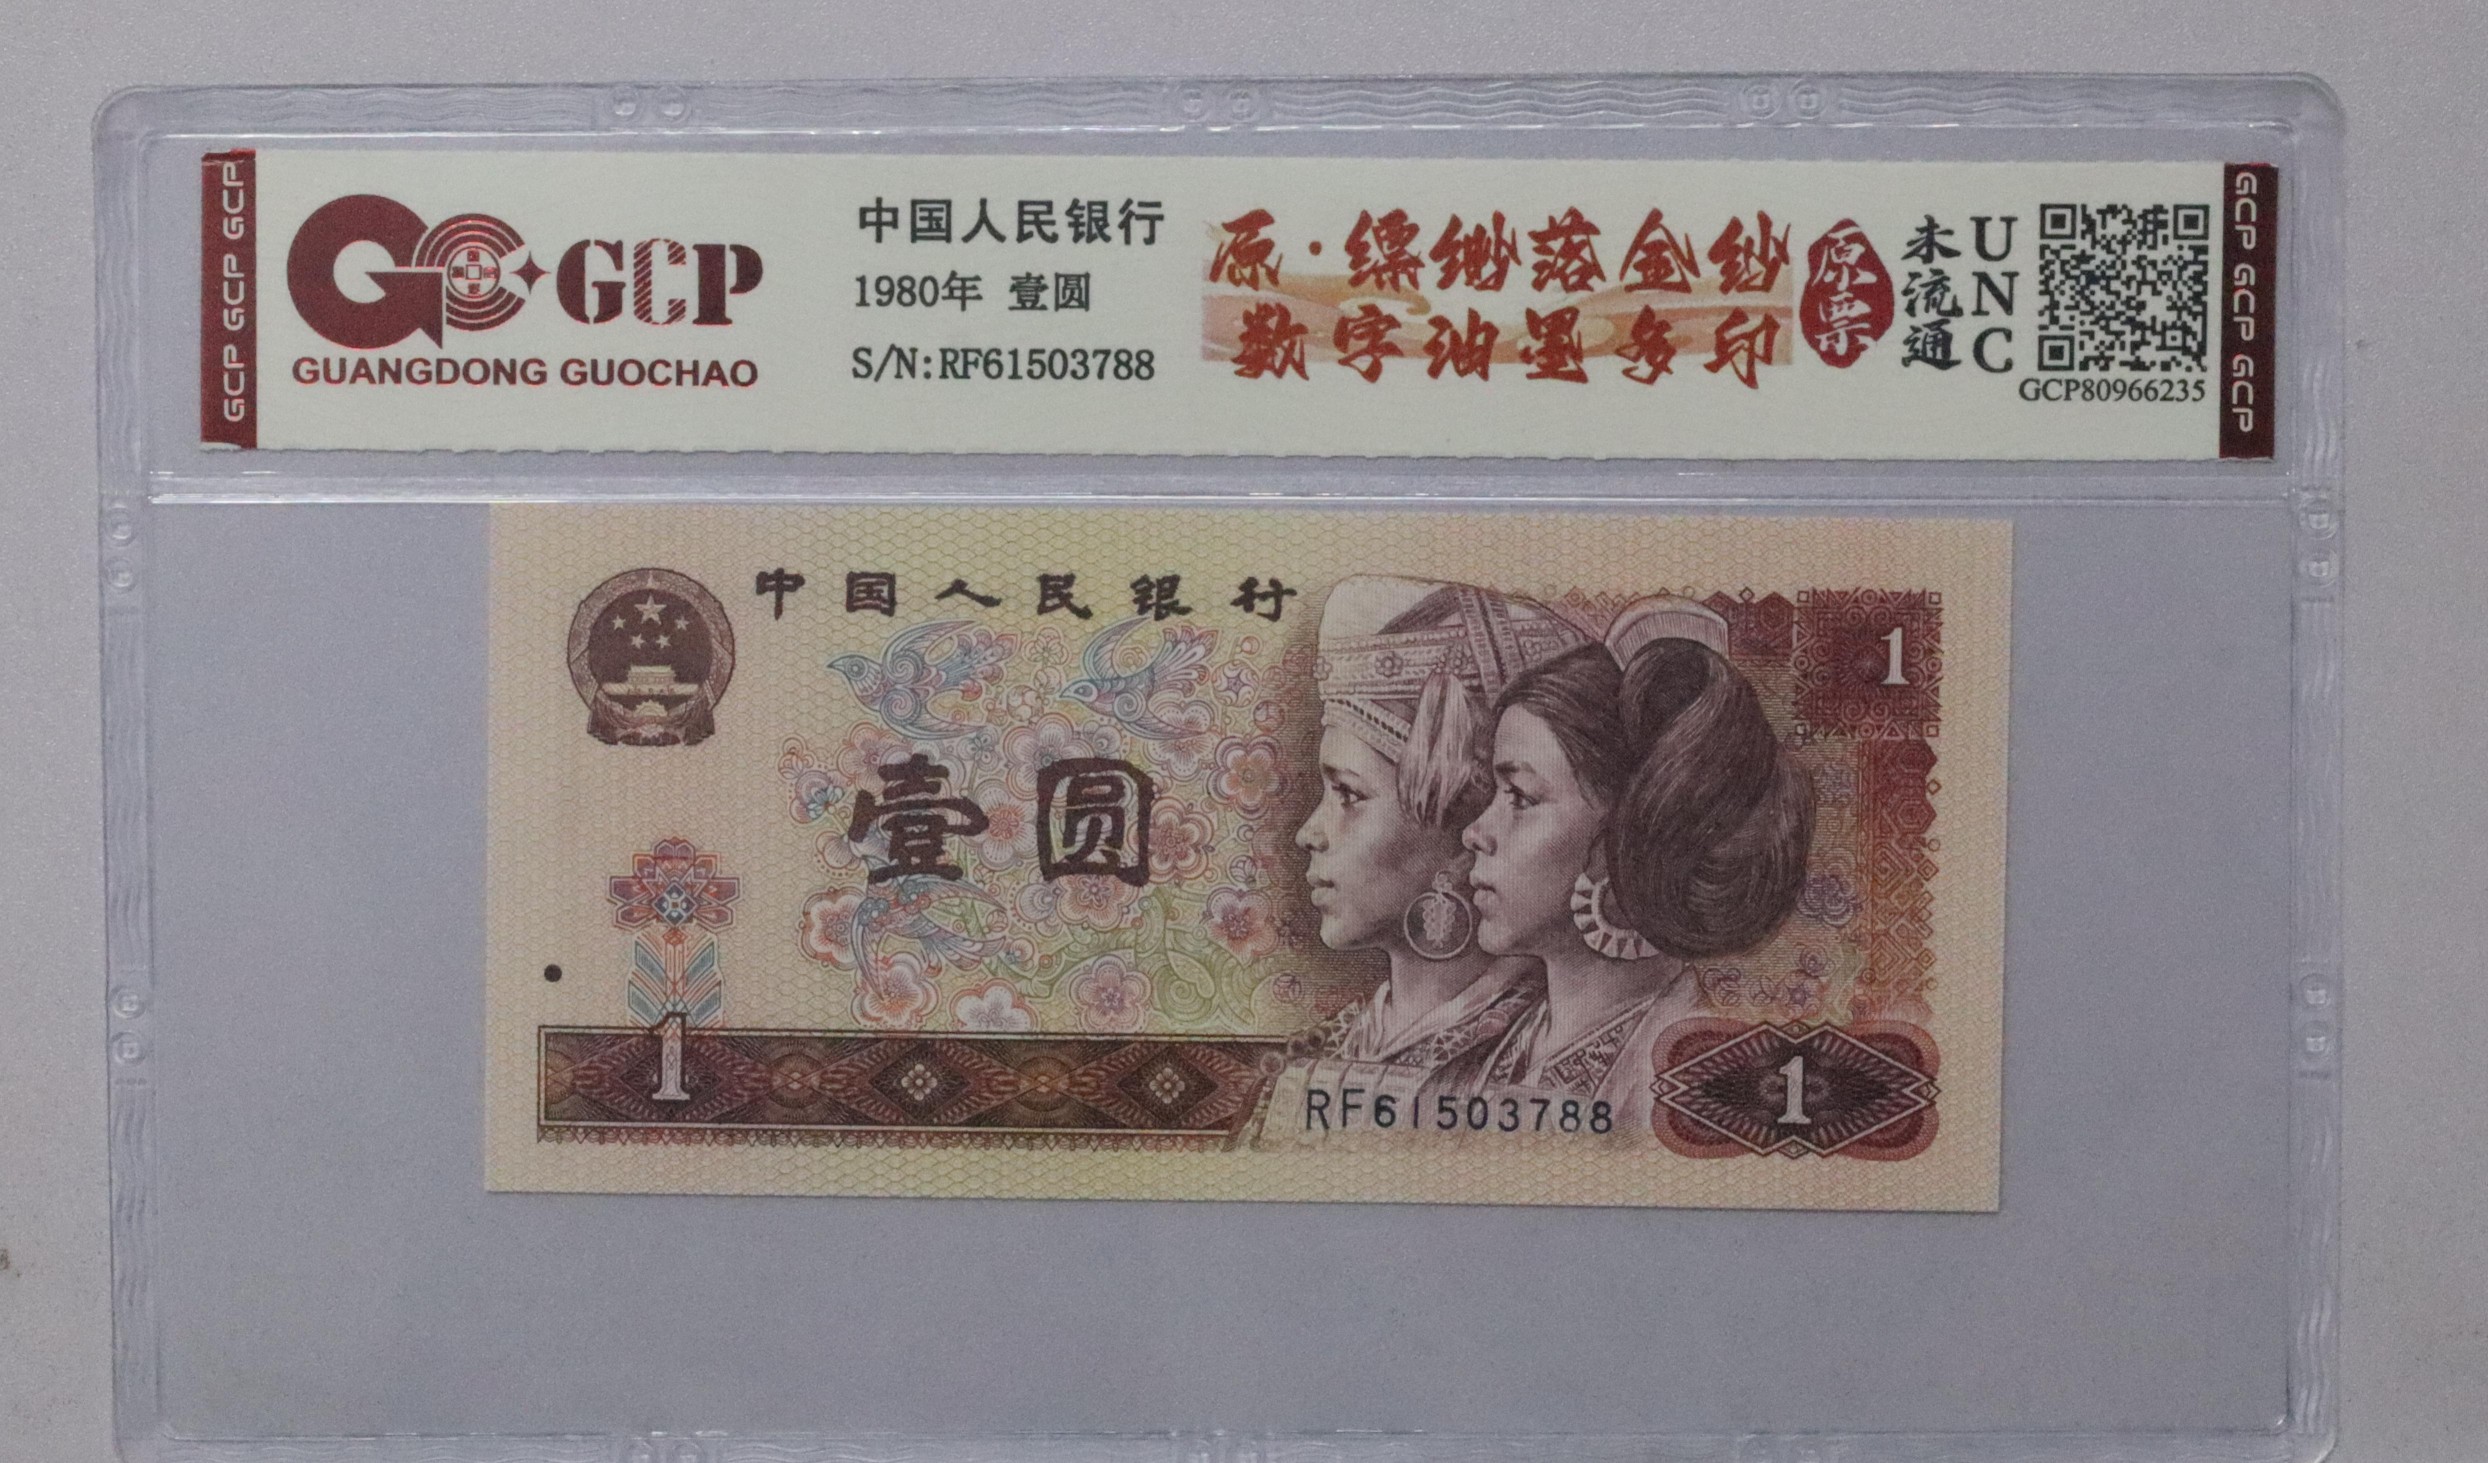 GCP GCP GCP
GCP
GUANGDONG GUOCHAO
中国人民银行
1980年 壹圆
S/N:RF61503788
原·缥缈落金纱
数字油墨多印
原票
未流通
UNC
GCP80966235
GCP GCP GCP
中国人民银行
1
壹圆
1
RF61503788
1